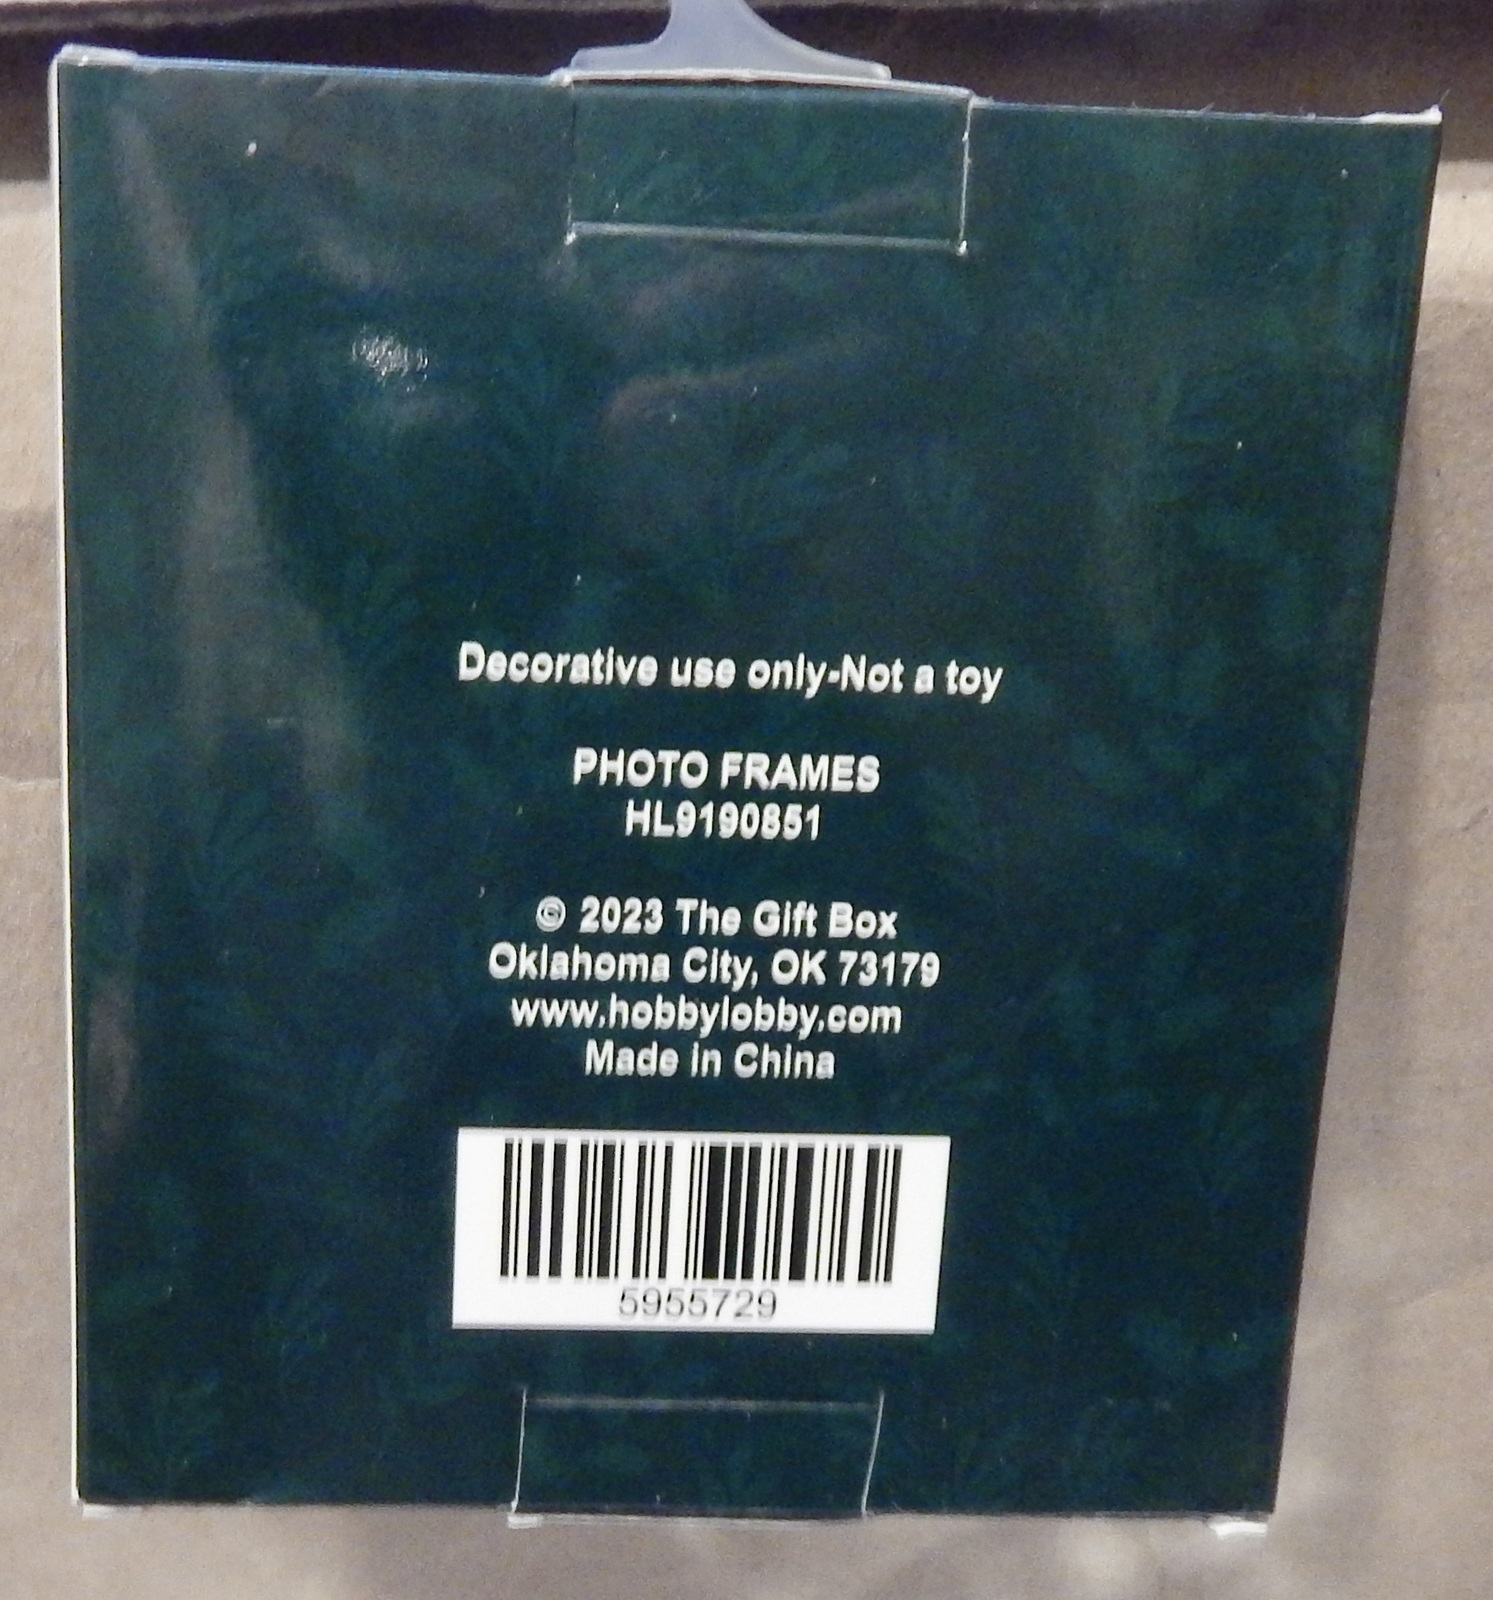 Decorative use only-Not a toy
PHOTO FRAMES
HL9190851
© 2023 The Gift Box
Oklahoma City, OK 73179
www.hobbylobby.com
Made in China
5955729